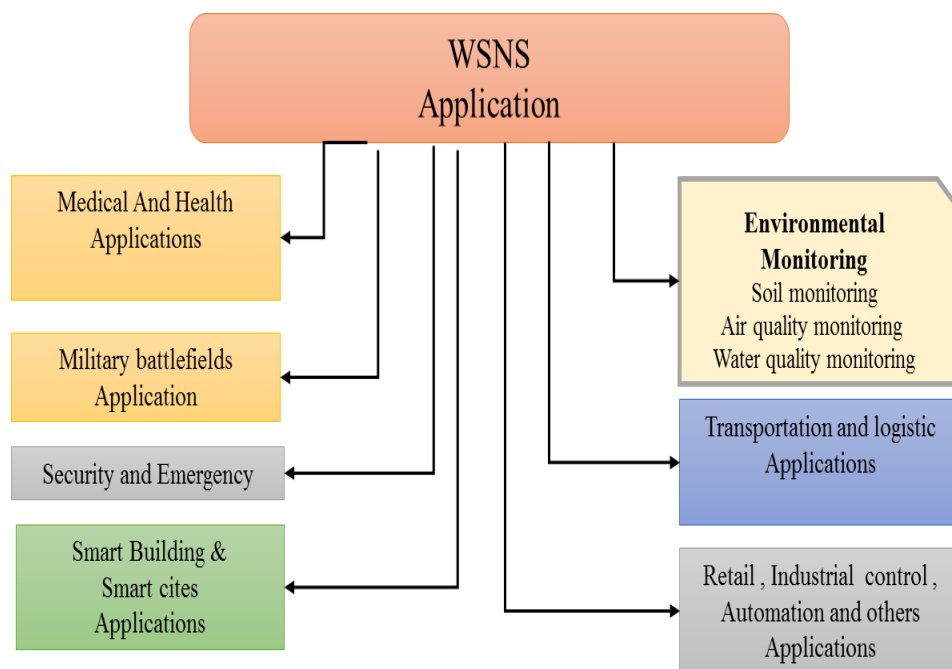 WSNS
Application
Medical And Health
Applications
Military battlefields
Application
Security and Emergency
Smart Building &
Smart cites
Applications
Environmental
Monitoring
Soil monitoring
Air quality monitoring
Water quality monitoring
Transportation and logistic
Applications
Retail , Industrial control ,
Automation and others
Applications